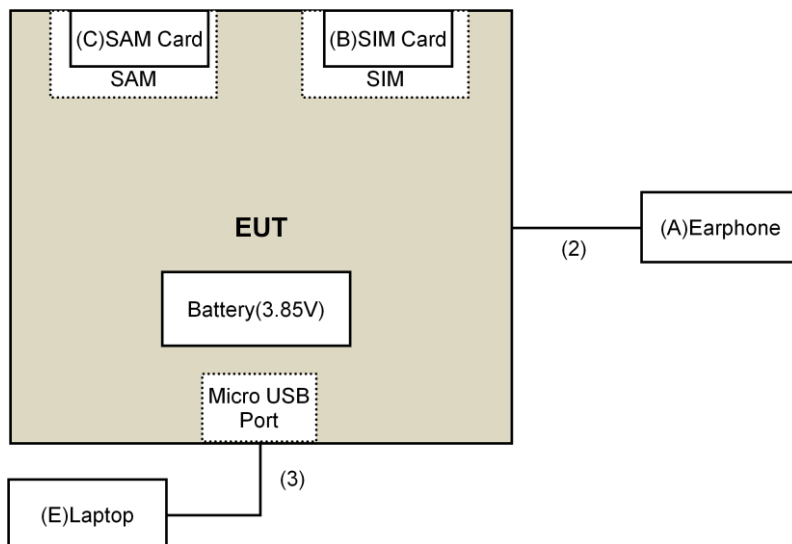 (C)SAM Card
SAM
(B)SIM Card
SIM
EUT
(2)
(A)Earphone
Battery(3.85V)
Micro USB
Port
(3)
(E)Laptop